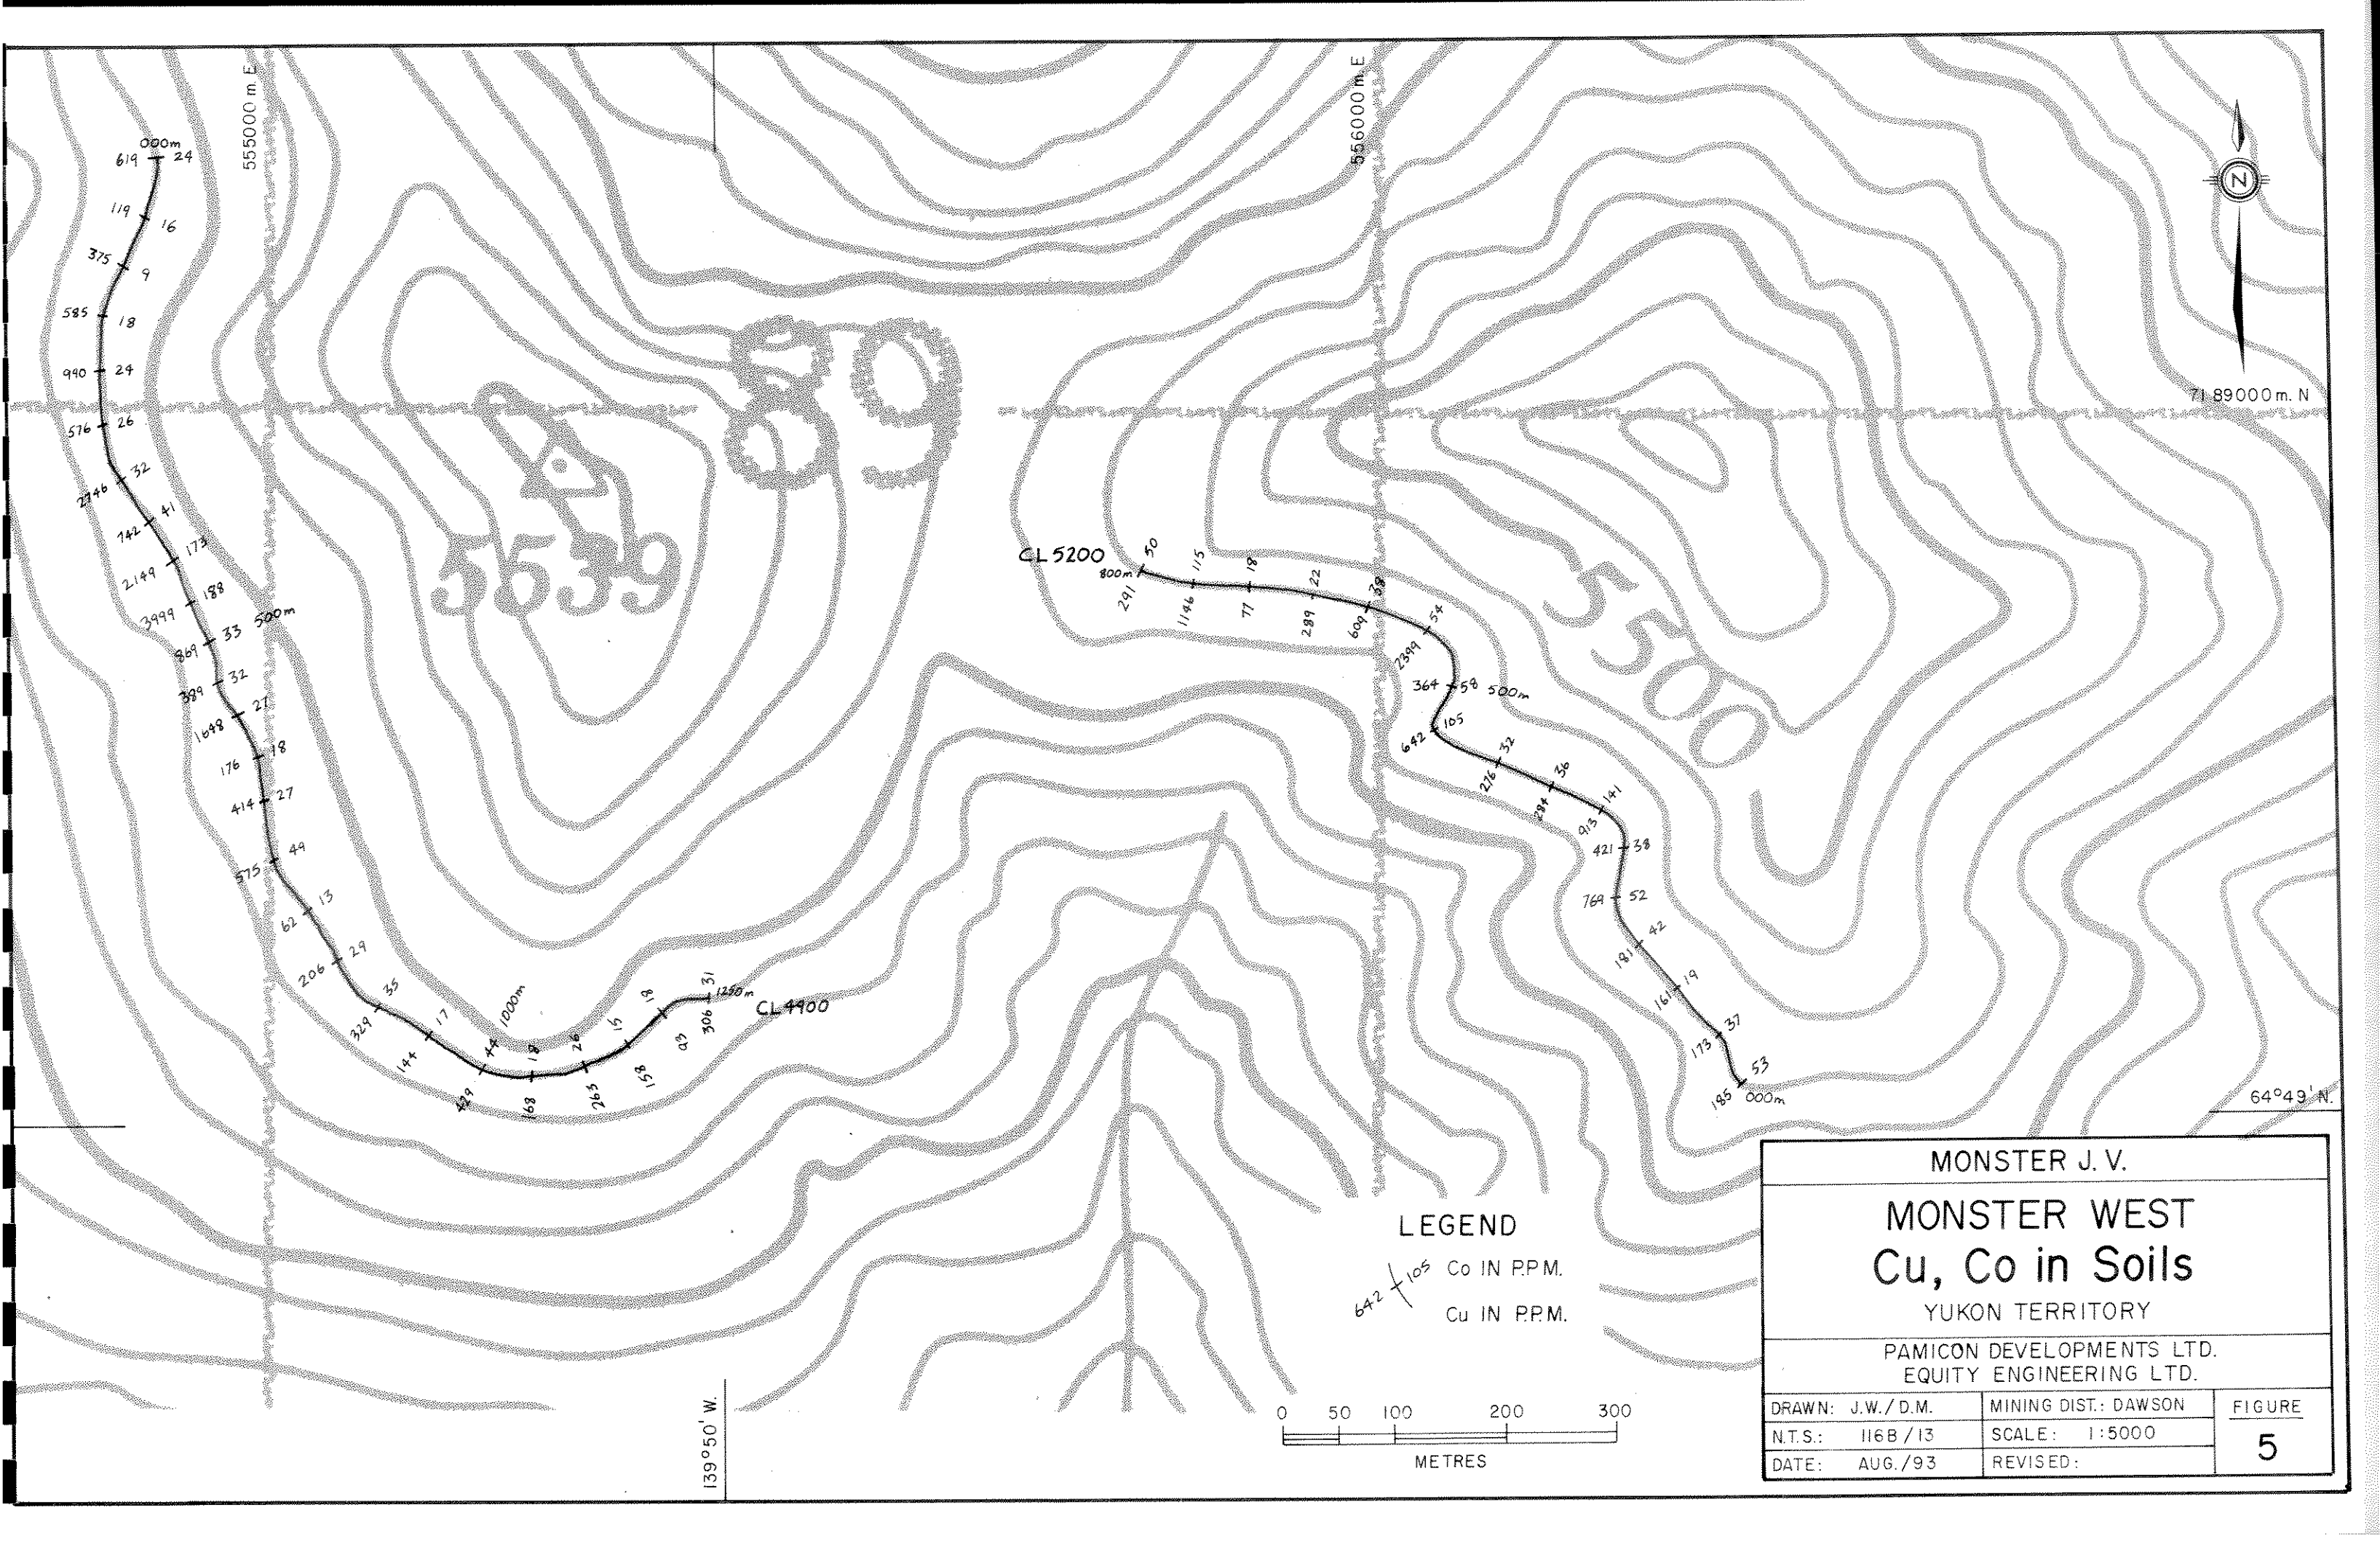 555000 m. E
556000 m. E
71 89000 m. N
N
89
5539
5500
000m
619 24
119 16
375 9
585 18
990 24
576 26
2746 32
742 41
2149 173
3999 188
869 33 500m
389 32
1648 27
176 18
414 27
575 49
62 13
206 29
329 35
144 17
429 44 1000m
168 18
263 26
158 15
93 18
306 31 1250m
CL 4900
CL 5200
800m
291 50
1146 115
77 18
289 22
609 38
2399 54
364 58 500m
642 105
276 32
284 36
913 141
421 38
769 52
181 42
161 19
173 37
185 53
000m
64°49' N.
139°50' W.
LEGEND
642 105
Co IN P.P.M.
Cu IN P.P.M.
0 50 100 200 300
METRES
MONSTER J. V.
MONSTER WEST
Cu, Co in Soils
YUKON TERRITORY
PAMICON DEVELOPMENTS LTD.
EQUITY ENGINEERING LTD.
DRAWN: J.W./D.M. MINING DIST.: DAWSON
N.T.S.: 116B/13 SCALE: 1:5000
DATE: AUG./93 REVISED:
FIGURE
5